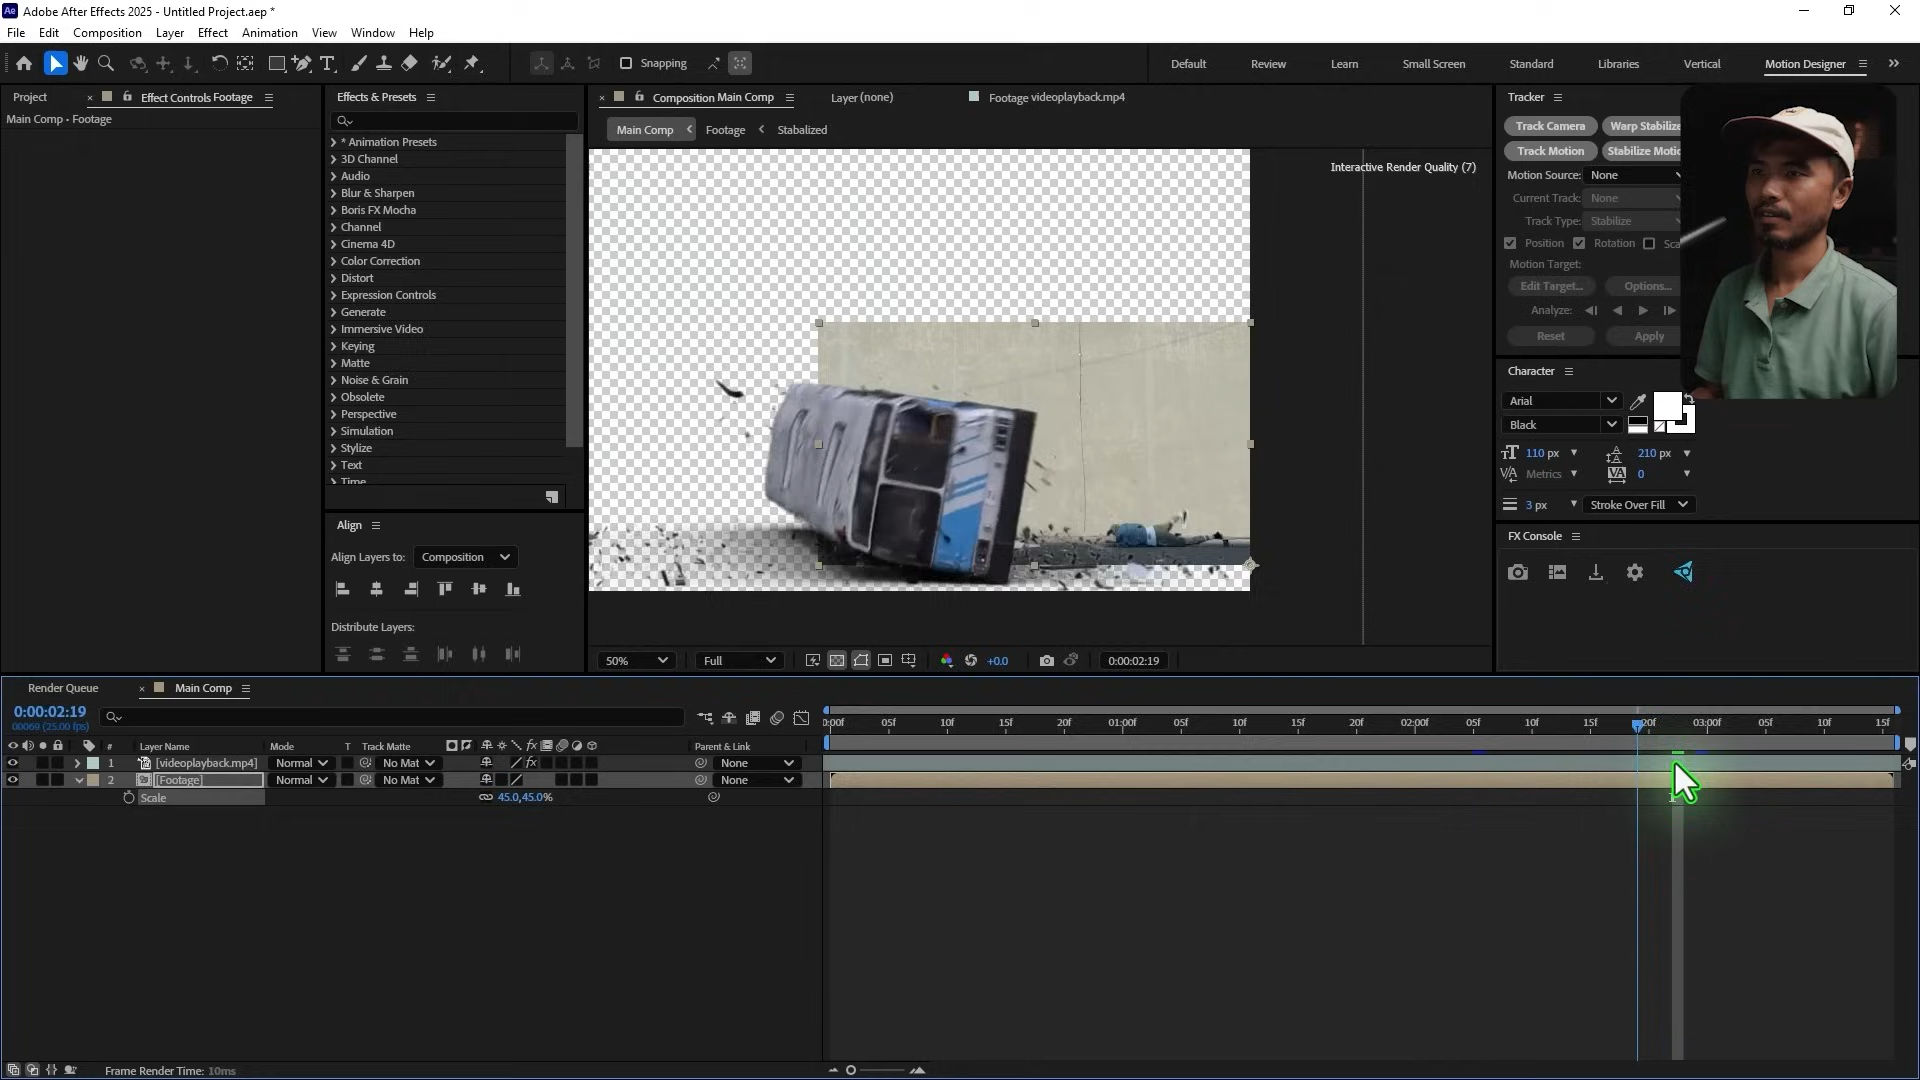 Adobe After Effects 2025 - Untitled Project.aep *
File Edit Composition Layer Effect Animation View Window Help
Snapping
Default Review Learn Small Screen Standard Libraries Vertical Motion Designer
Project
Effect Controls Footage
Main Comp - Footage
Effects & Presets
* Animation Presets
3D Channel
Audio
Blur & Sharpen
Boris FX Mocha
Channel
Cinema 4D
Color Correction
Distort
Expression Controls
Generate
Immersive Video
Keying
Matte
Noise & Grain
Obsolete
Perspective
Simulation
Stylize
Text
Time
Align
Align Layers to: Composition
Distribute Layers:
Composition Main Comp
Layer (none)
Footage videoplayback.mp4
Main Comp Footage Stabalized
Interactive Render Quality (7)
50% Full +0.0 0:00:02:19
Tracker
Track Camera Warp Stabilize
Track Motion Stabilize Motio
Motion Source: None
Current Track: None
Track Type: Stabilize
Position Rotation Sca
Motion Target:
Edit Target... Options...
Analyze:
Reset Apply
Character
Arial
Black
110 px 210 px
Metrics 0
3 px Stroke Over Fill
FX Console
Render Queue
Main Comp
0:00:02:19
00069 (25.00 fps)
# Layer Name Mode T Track Matte fx Parent & Link
1 [videoplayback.mp4] Normal No Mat fx None
2 [Footage] Normal No Mat None
Scale 45.0,45.0%
0:00f 05f 10f 15f 20f 01:00f 05f 10f 15f 20f 02:00f 05f 10f 15f 20f 03:00f 05f 10f 15f
Frame Render Time: 10ms